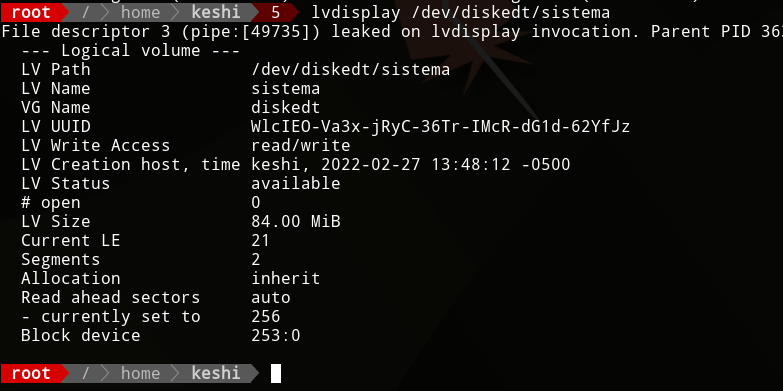 root / home keshi 5 lvdisplay /dev/diskedt/sistema
File descriptor 3 (pipe:[49735]) leaked on lvdisplay invocation. Parent PID
--- Logical volume ---
LV Path /dev/diskedt/sistema
LV Name sistema
VG Name diskedt
LV UUID WlcIEO-Va3x-jRyC-36Tr-IMcR-dG1d-62YfJz
LV Write Access read/write
LV Creation host, time keshi, 2022-02-27 13:48:12 -0500
LV Status available
# open 0
LV Size 84.00 MiB
Current LE 21
Segments 2
Allocation inherit
Read ahead sectors auto
- currently set to 256
Block device 253:0
root / home keshi